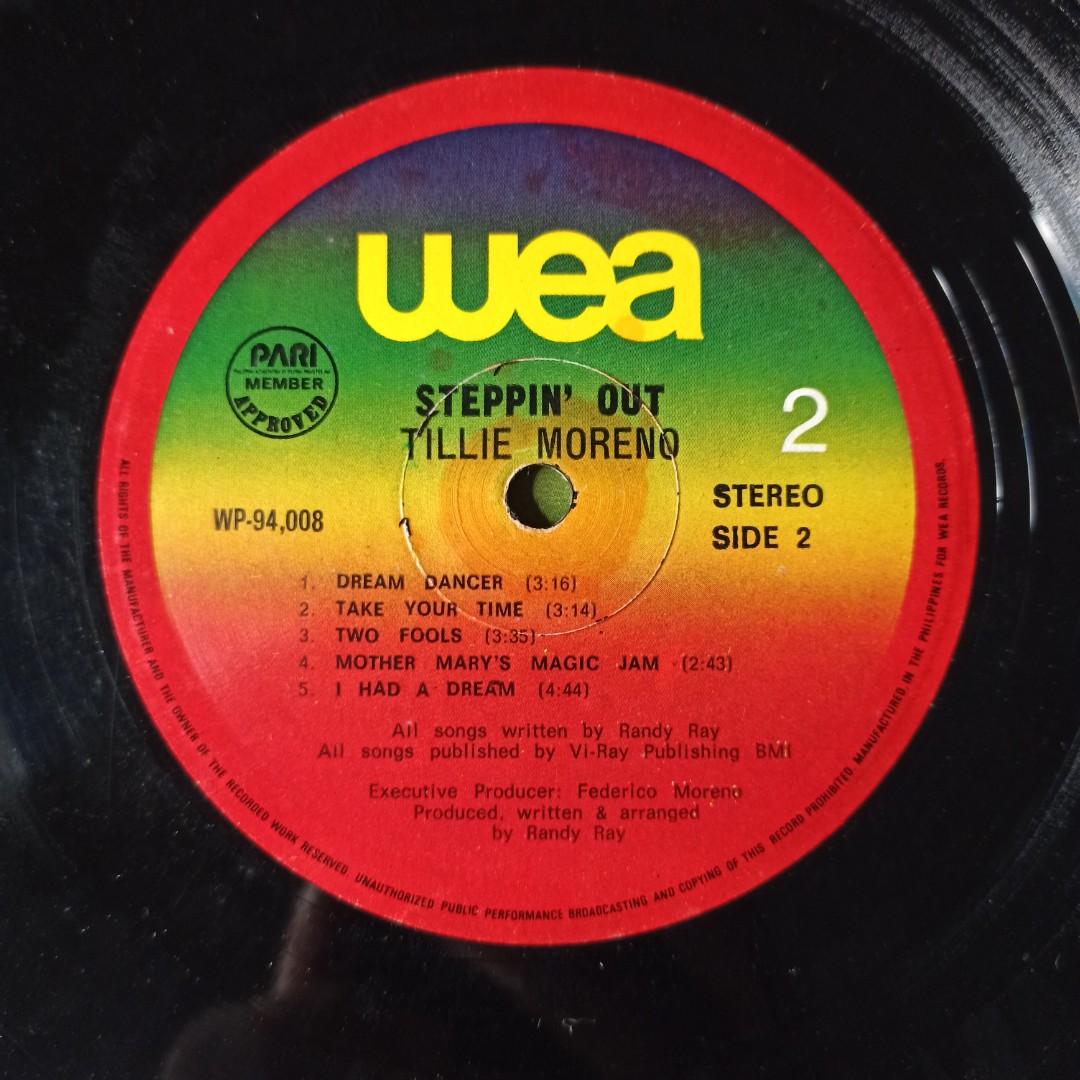 wea
PARI
MEMBER
APPROVED
STEPPIN' OUT
TILLIE MORENO
2
STEREO
SIDE 2
WP-94,008
1. DREAM DANCER (3:16)
2. TAKE YOUR TIME (3:14)
3. TWO FOOLS (3:35)
4. MOTHER MARY'S MAGIC JAM (2:43)
5. I HAD A DREAM (4:44)
All songs written by Randy Ray
All songs published by Vi-Ray Publishing BMI
Executive Producer: Federico Moreno
Produced, written & arranged
by Randy Ray
ALL RIGHTS OF THE MANUFACTURER AND THE OWNER OF THE RECORDED WORK RESERVED. UNAUTHORIZED PUBLIC PERFORMANCE BROADCASTING AND COPYING OF THIS RECORD PROHIBITED. MANUFACTURED IN THE PHILIPPINES FOR WEA RECORDS.